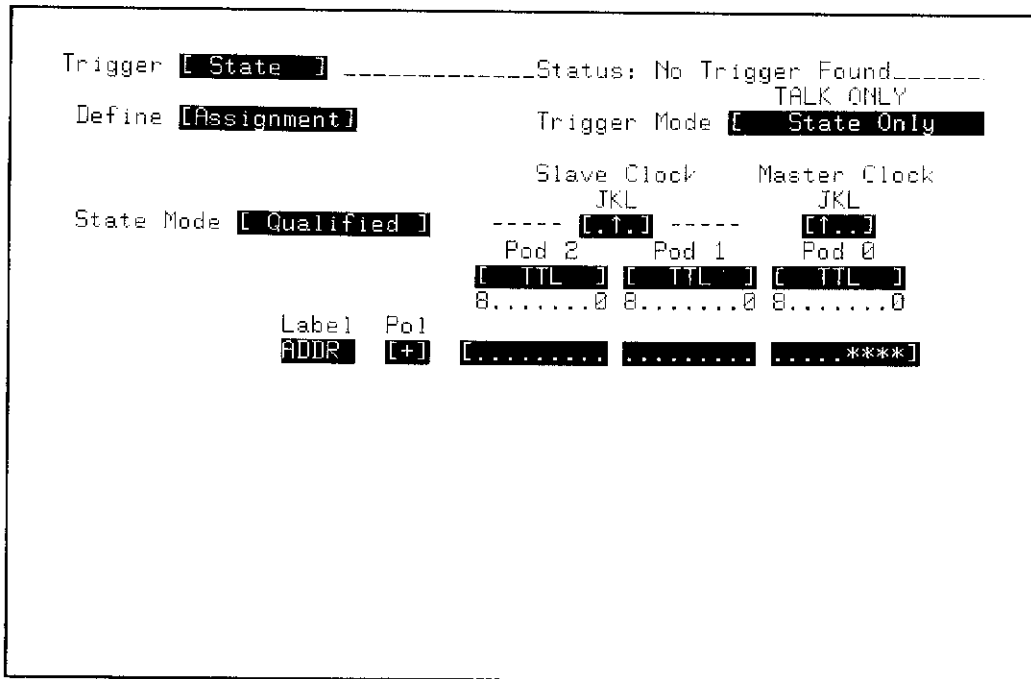 Trigger [ State ] _____________Status: No Trigger Found______
TALK ONLY
Define [Assignment] Trigger Mode [ State Only
Slave Clock Master Clock
JKL JKL
State Mode [ Qualified ] ----- [.↑.] ----- [↑..]
Pod 2 Pod 1 Pod 0
[ TTL ] [ TTL ] [ TTL ]
8.......0 8.......0 8.......0
Label Pol
ADDR [+] [......... ......... .....****]